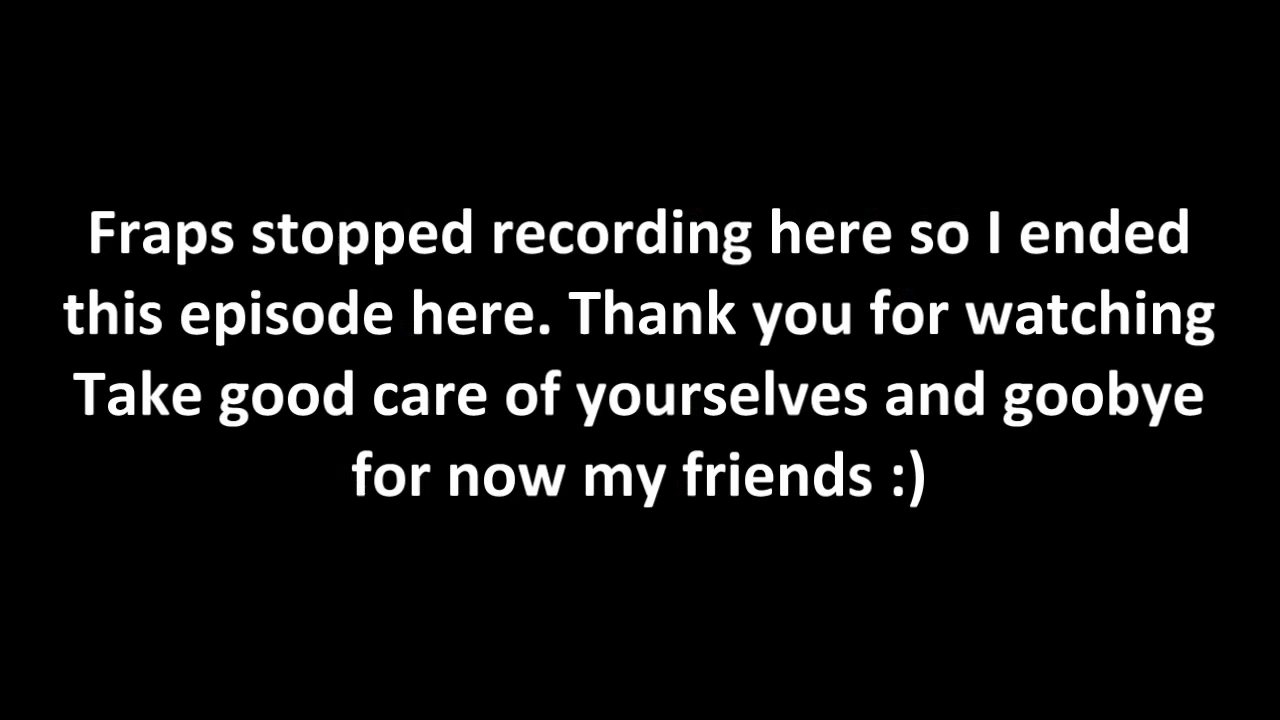 Fraps stopped recording here so I ended
this episode here. Thank you for watching
Take good care of yourselves and goobye
for now my friends :)